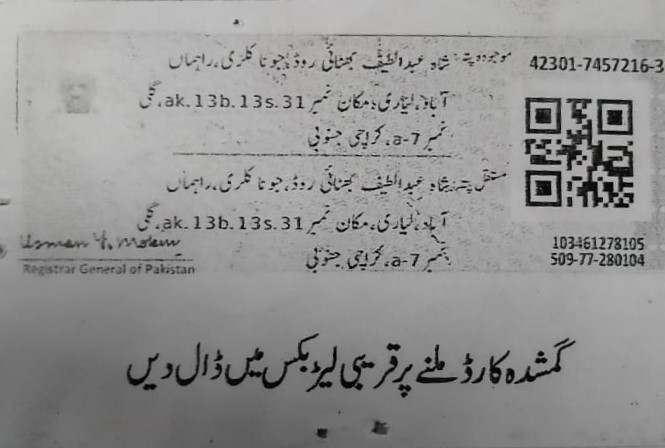 موجودہ پتہ: شاہ عبدالطیف بھٹائی روڈ، جونا کلری، راہماں 42301-7457216-3
آباد، لیاری، مکان نمبر ak.13b.13s.31، گلی
نمبر a-7، کراچی جنوبی
مستقل پتہ: شاہ عبدالطیف بھٹائی روڈ، جونا کلری، راہماں
آباد، لیاری، مکان نمبر ak.13b.13s.31، گلی
نمبر a-7، کراچی جنوبی
103461278105
509-77-280104
Usman Y. Mobin
Registrar General of Pakistan
گمشدہ کارڈ ملنے پر قریبی لیٹر بکس میں ڈال دیں